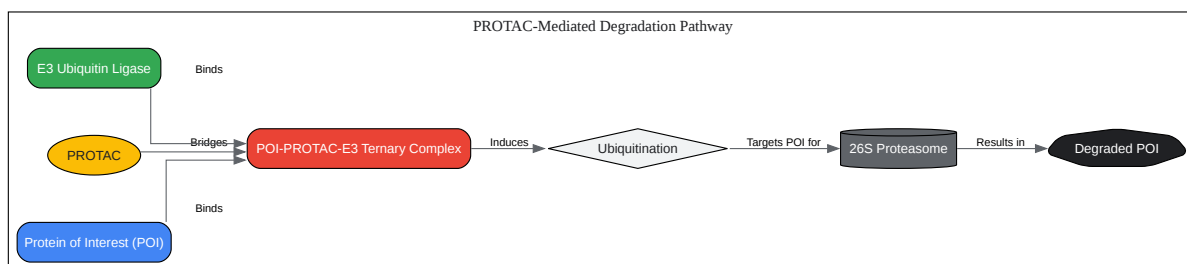 PROTAC-Mediated Degradation Pathway
E3 Ubiquitin Ligase
Binds
PROTAC
Bridges
POI-PROTAC-E3 Ternary Complex
Induces
Ubiquitination
Targets POI for
26S Proteasome
Results in
Degraded POI
Binds
Protein of Interest (POI)